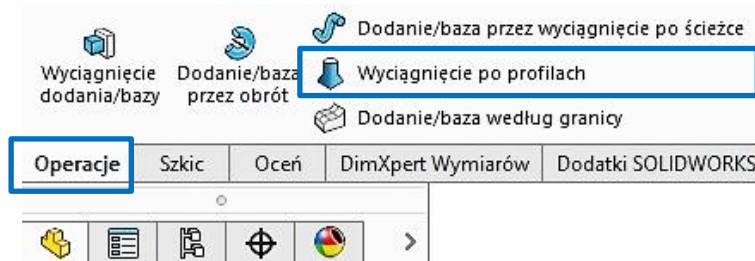 Wyciągnięcie
dodania/bazy
Dodanie/baza
przez obrót
Dodanie/baza przez wyciągnięcie po ścieżce
Wyciągnięcie po profilach
Dodanie/baza według granicy
Operacje
Szkic
Oceń
DimXpert Wymiarów
Dodatki SOLIDWORKS